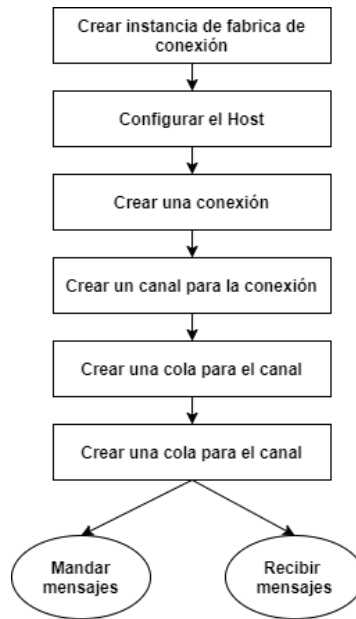 Crear instancia de fabrica de
conexión
Configurar el Host
Crear una conexión
Crear un canal para la conexión
Crear una cola para el canal
Crear una cola para el canal
Mandar
mensajes
Recibir
mensajes